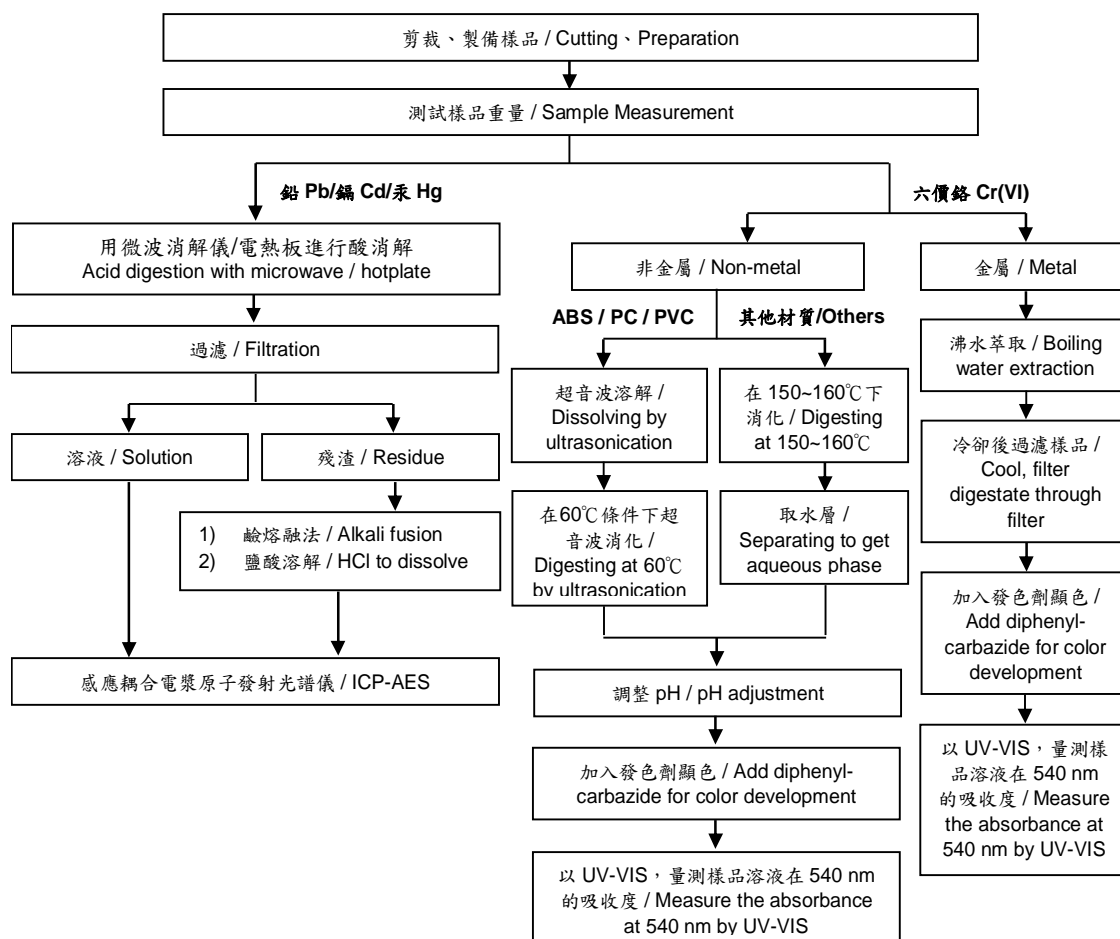 剪裁、製備樣品 / Cutting、Preparation
測試樣品重量 / Sample Measurement
鉛 Pb/鎘 Cd/汞 Hg
六價鉻 Cr(VI)
用微波消解儀/電熱板進行酸消解
Acid digestion with microwave / hotplate
非金屬 / Non-metal
金屬 / Metal
過濾 / Filtration
ABS / PC / PVC
其他材質/Others
沸水萃取 / Boiling
water extraction
溶液 / Solution
殘渣 / Residue
超音波溶解 /
Dissolving by
ultrasonication
在 150~160℃下
消化 / Digesting
at 150~160℃
冷卻後過濾樣品 /
Cool, filter
digestate through
filter
1) 鹼熔融法 / Alkali fusion
2) 鹽酸溶解 / HCl to dissolve
在60℃條件下超
音波消化 /
Digesting at 60℃
by ultrasonication
取水層 /
Separating to get
aqueous phase
加入發色劑顯色 /
Add diphenyl-
carbazide for color
development
感應耦合電漿原子發射光譜儀 / ICP-AES
調整 pH / pH adjustment
加入發色劑顯色 / Add diphenyl-
carbazide for color development
以 UV-VIS，量測樣
品溶液在 540 nm
的吸收度 / Measure
the absorbance at
540 nm by UV-VIS
以 UV-VIS，量測樣品溶液在 540 nm
的吸收度 / Measure the absorbance
at 540 nm by UV-VIS